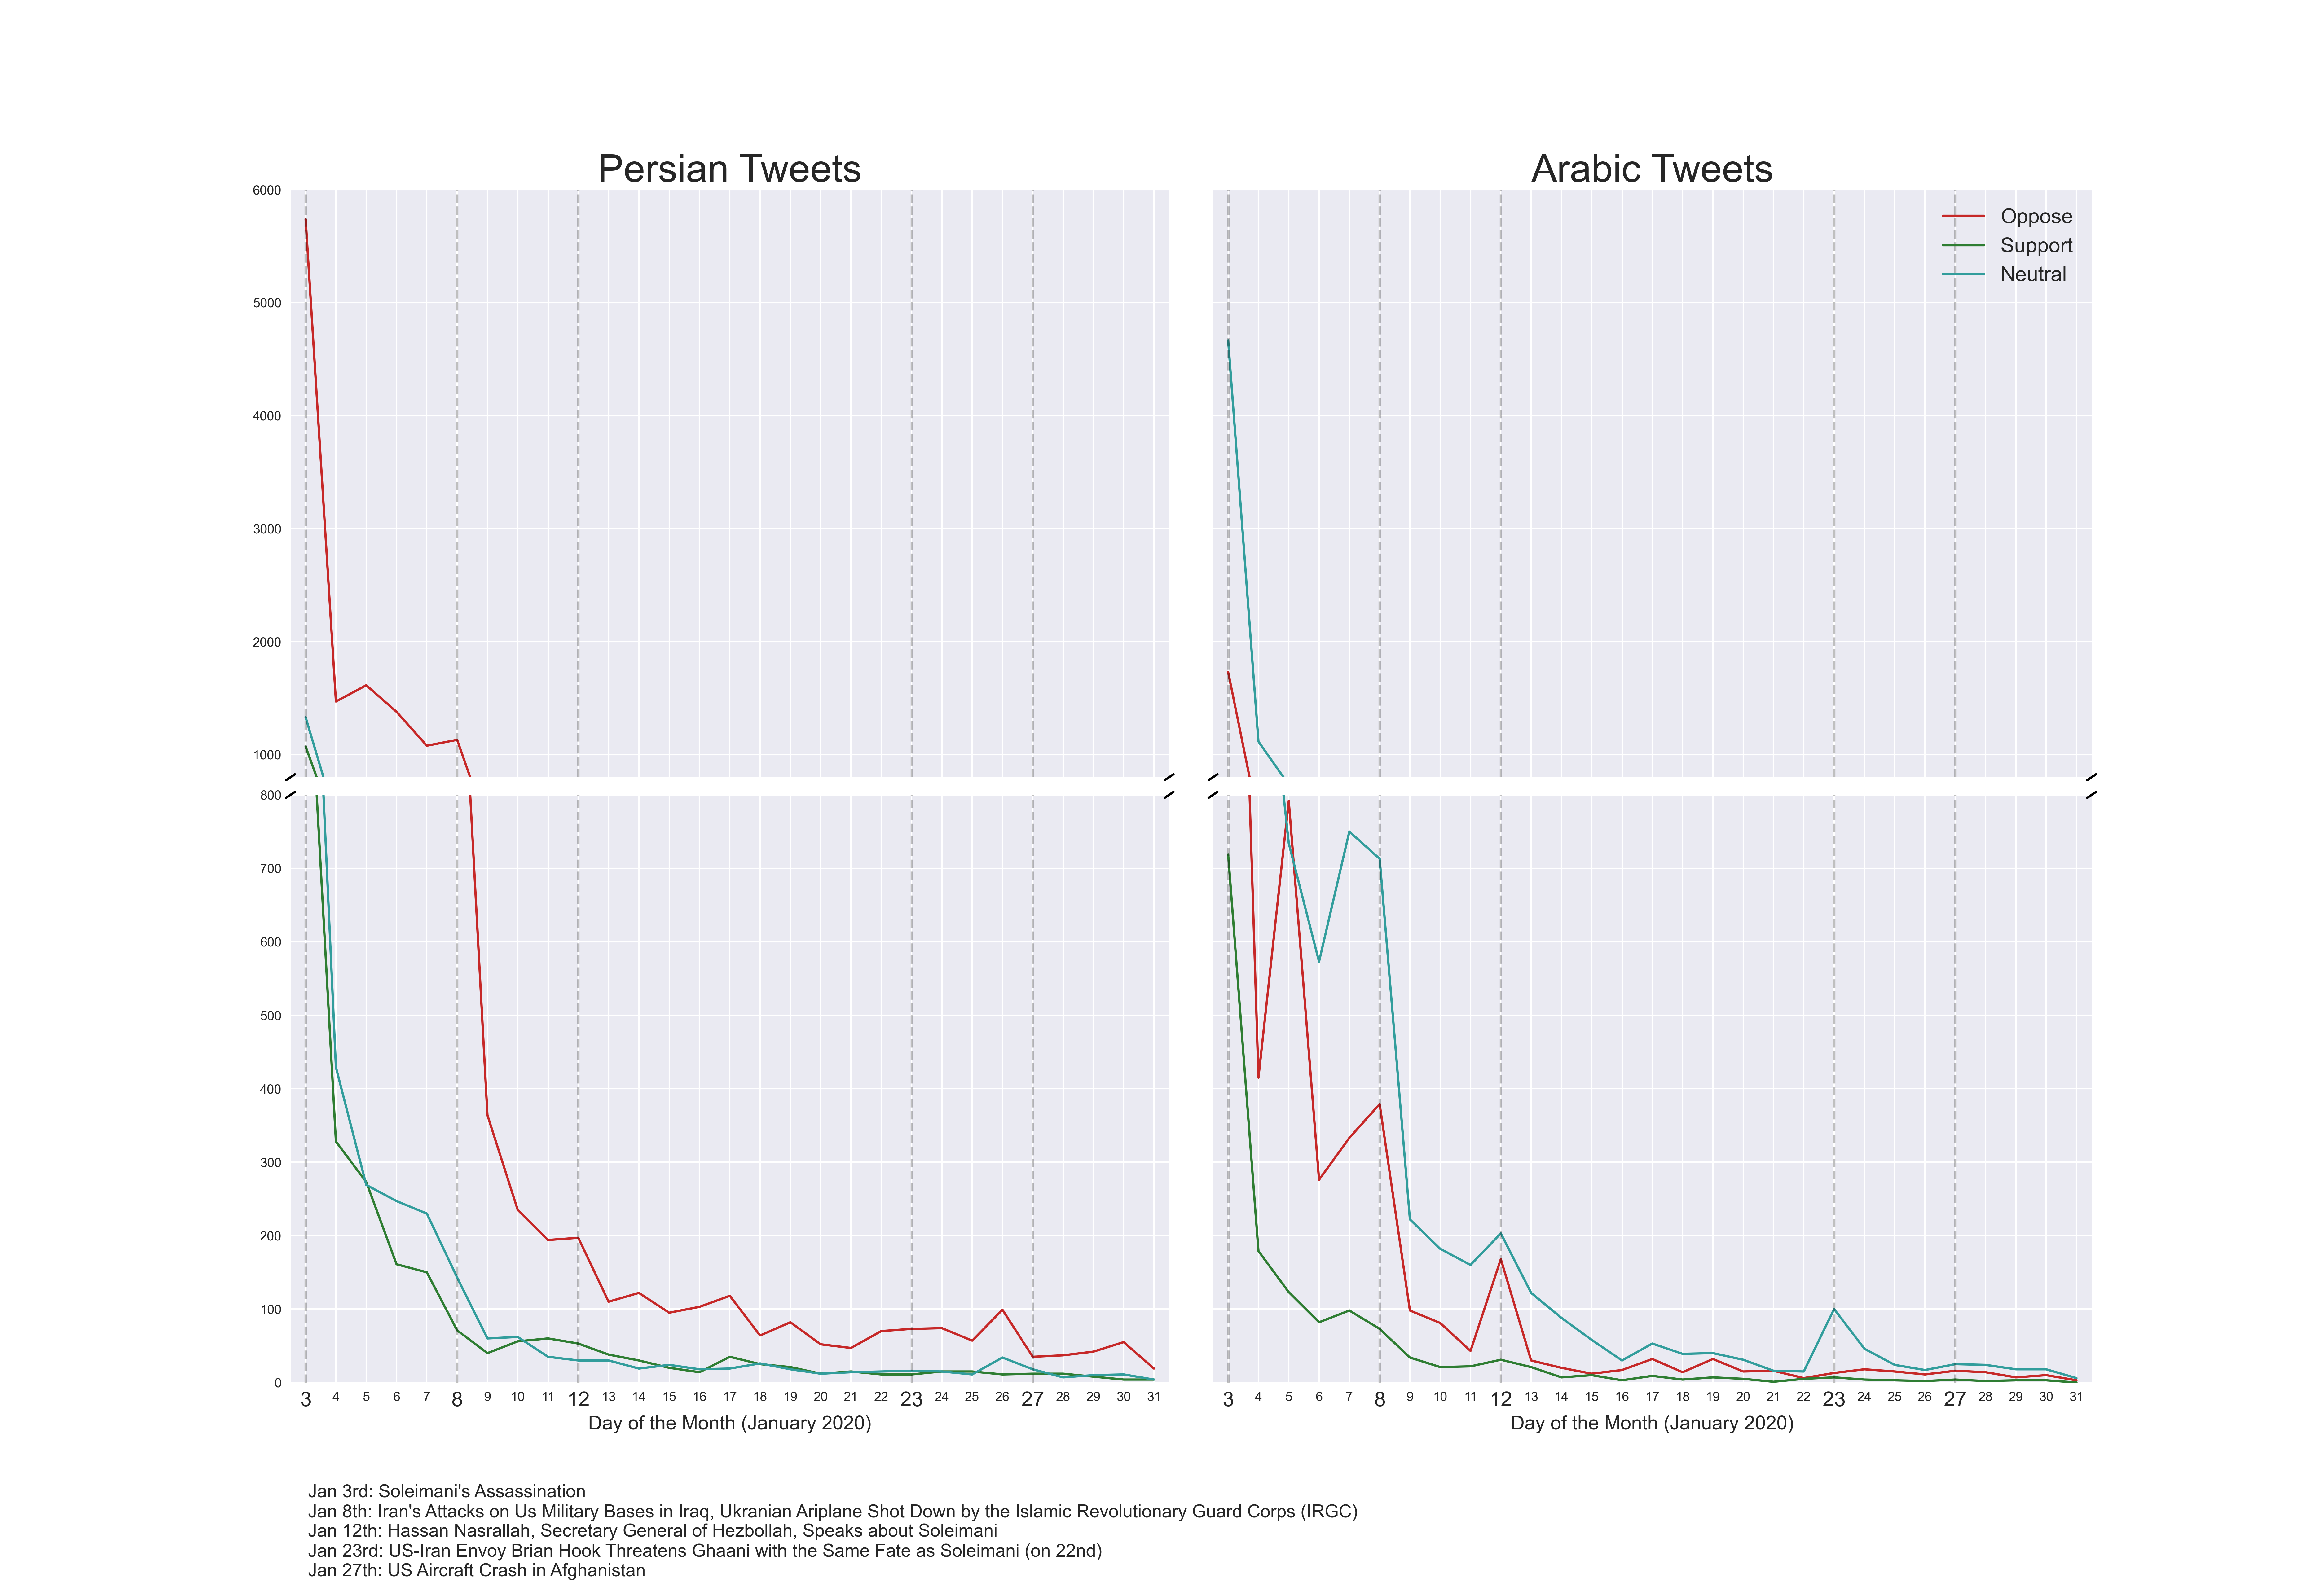 Persian Tweets
6000
5000
4000
3000
2000
1000
800
700
600
500
400
300
200
100
0
3 4 5 6 7 8 9 10 11 12 13 14 15 16 17 18 19 20 21 22 23 24 25 26 27 28 29 30 31
Day of the Month (January 2020)
Arabic Tweets
Oppose
Support
Neutral
3 4 5 6 7 8 9 10 11 12 13 14 15 16 17 18 19 20 21 22 23 24 25 26 27 28 29 30 31
Day of the Month (January 2020)
Jan 3rd: Soleimani's Assassination
Jan 8th: Iran's Attacks on Us Military Bases in Iraq, Ukranian Ariplane Shot Down by the Islamic Revolutionary Guard Corps (IRGC)
Jan 12th: Hassan Nasrallah, Secretary General of Hezbollah, Speaks about Soleimani
Jan 23rd: US-Iran Envoy Brian Hook Threatens Ghaani with the Same Fate as Soleimani (on 22nd)
Jan 27th: US Aircraft Crash in Afghanistan